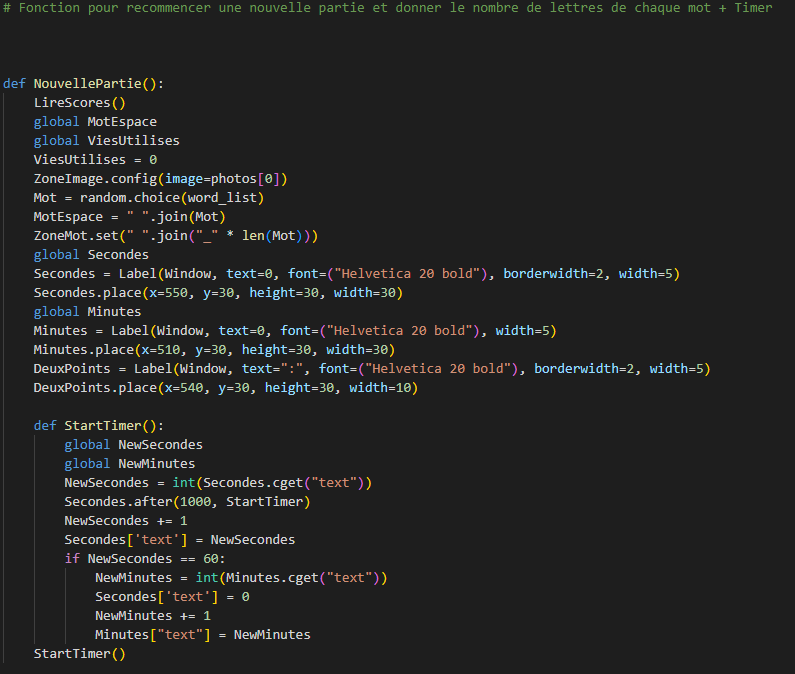 # Fonction pour recommencer une nouvelle partie et donner le nombre de lettres de chaque mot + Timer
def NouvellePartie():
    LireScores()
    global MotEspace
    global ViesUtilises
    ViesUtilises = 0
    ZoneImage.config(image=photos[0])
    Mot = random.choice(word_list)
    MotEspace = " ".join(Mot)
    ZoneMot.set(" ".join("_" * len(Mot)))
    global Secondes
    Secondes = Label(Window, text=0, font=("Helvetica 20 bold"), borderwidth=2, width=5)
    Secondes.place(x=550, y=30, height=30, width=30)
    global Minutes
    Minutes = Label(Window, text=0, font=("Helvetica 20 bold"), width=5)
    Minutes.place(x=510, y=30, height=30, width=30)
    DeuxPoints = Label(Window, text=":", font=("Helvetica 20 bold"), borderwidth=2, width=5)
    DeuxPoints.place(x=540, y=30, height=30, width=10)
    def StartTimer():
        global NewSecondes
        global NewMinutes
        NewSecondes = int(Secondes.cget("text"))
        Secondes.after(1000, StartTimer)
        NewSecondes += 1
        Secondes['text'] = NewSecondes
        if NewSecondes == 60:
            NewMinutes = int(Minutes.cget("text"))
            Secondes['text'] = 0
            NewMinutes += 1
            Minutes["text"] = NewMinutes
    StartTimer()